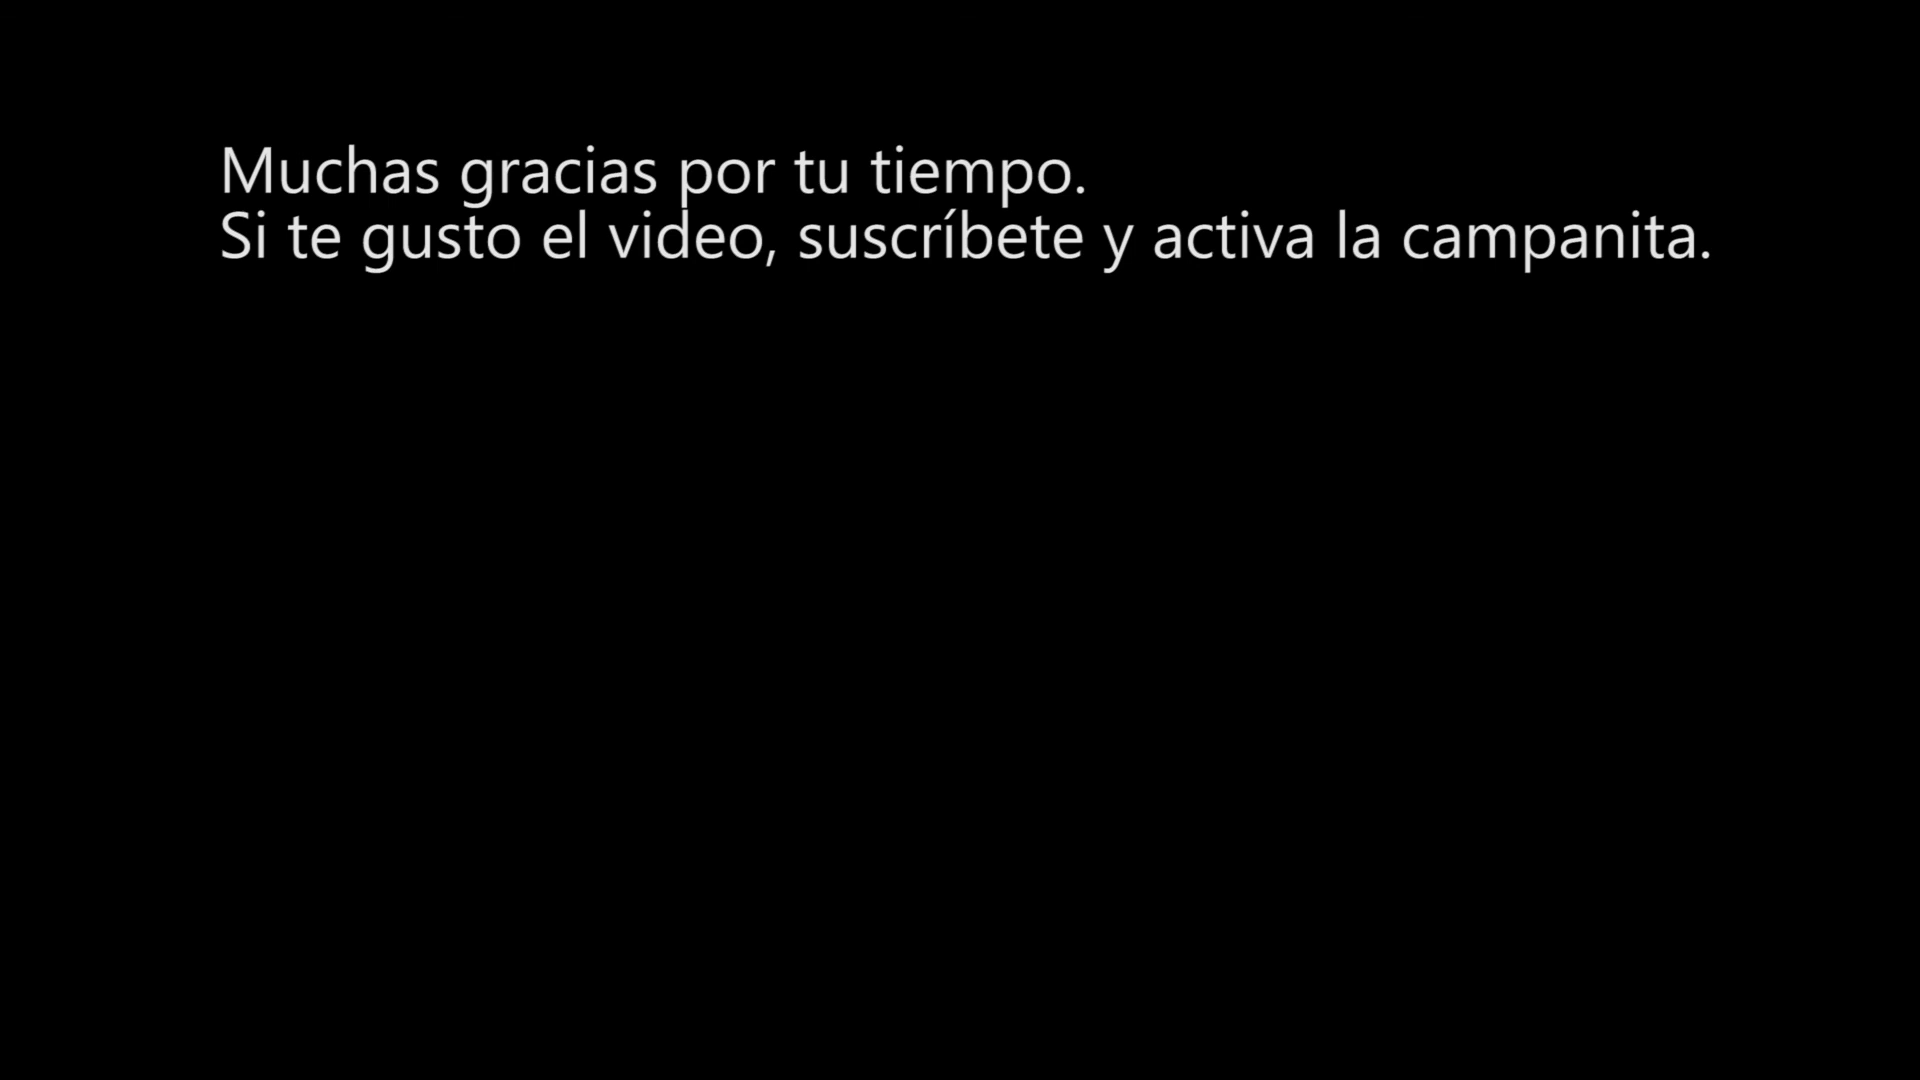 Muchas gracias por tu tiempo.
Si te gusto el video, suscríbete y activa la campanita.